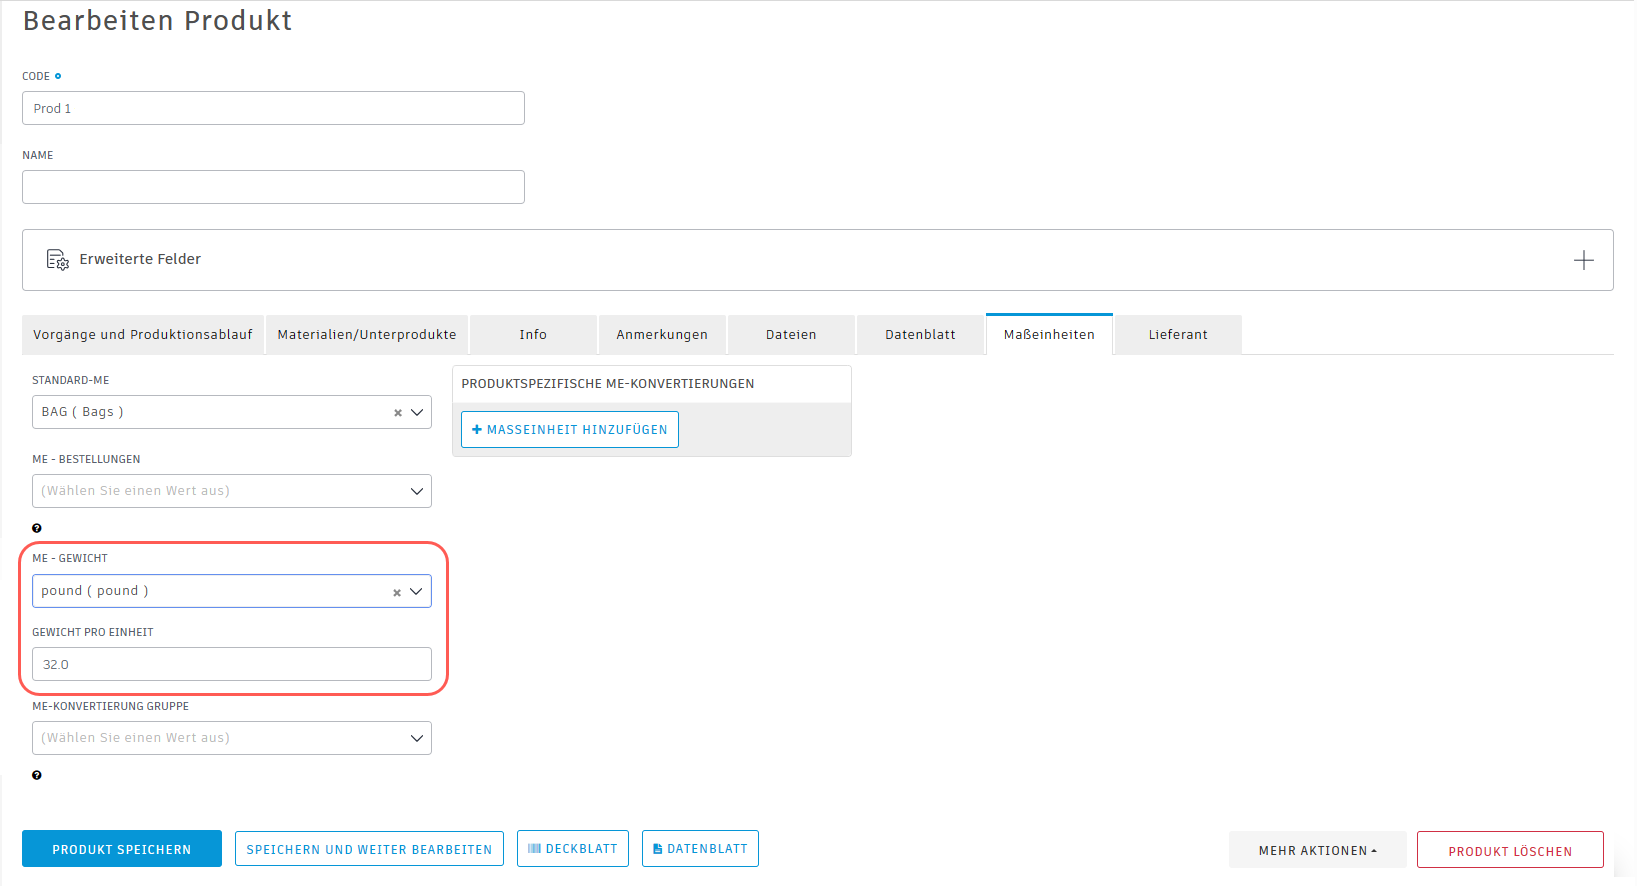 Bearbeiten Produkt
CODE
Prod 1
NAME
Erweiterte Felder
Vorgänge und Produktionsablauf Materialien/Unterprodukte Info Anmerkungen Dateien Datenblatt Maßeinheiten Lieferant
STANDARD-ME
BAG ( Bags )
ME - BESTELLUNGEN
(Wählen Sie einen Wert aus)
ME - GEWICHT
pound ( pound )
GEWICHT PRO EINHEIT
32.0
ME-KONVERTIERUNG GRUPPE
(Wählen Sie einen Wert aus)
PRODUKTSPEZIFISCHE ME-KONVERTIERUNGEN
MASSEINHEIT HINZUFÜGEN
PRODUKT SPEICHERN SPEICHERN UND WEITER BEARBEITEN DECKBLATT DATENBLATT MEHR AKTIONEN PRODUKT LÖSCHEN